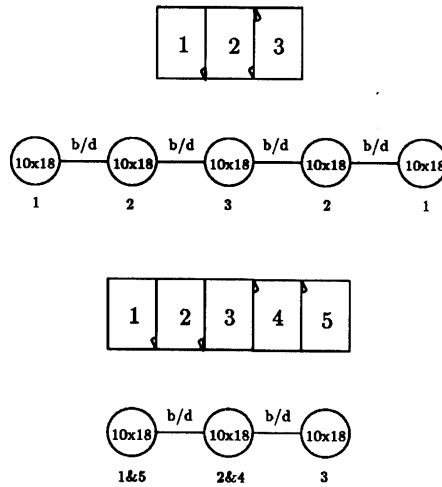 1 2 3
b/d b/d b/d b/d
10x18 10x18 10x18 10x18 10x18
1 2 3 2 1
1 2 3 4 5
b/d b/d
10x18 10x18 10x18
1&5 2&4 3